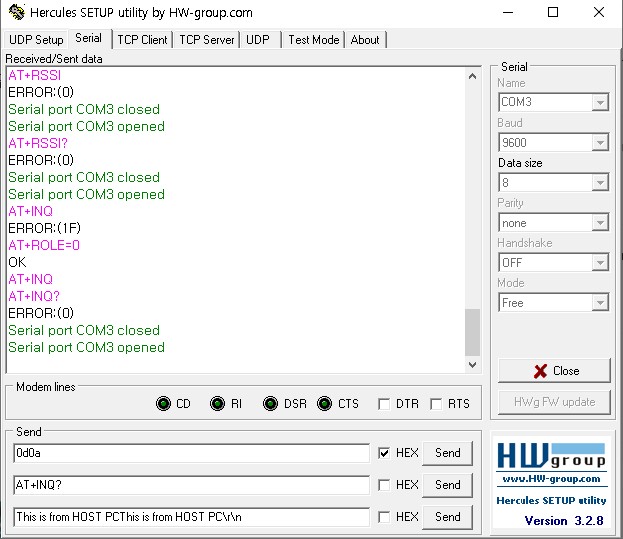 Hercules SETUP utility by HW-group.com
UDP Setup Serial TCP Client TCP Server UDP Test Mode About
Received/Sent data
AT+RSSI
ERROR:(0)
Serial port COM3 closed
Serial port COM3 opened
AT+RSSI?
ERROR:(0)
Serial port COM3 closed
Serial port COM3 opened
AT+INQ
ERROR:(1F)
AT+ROLE=0
OK
AT+INQ
AT+INQ?
ERROR:(0)
Serial port COM3 closed
Serial port COM3 opened
Serial
Name
COM3
Baud
9600
Data size
8
Parity
none
Handshake
OFF
Mode
Free
Close
HWg FW update
Modem lines
CD RI DSR CTS DTR RTS
Send
0d0a HEX Send
AT+INQ? HEX Send
This is from HOST PCThis is from HOST PC\r\n HEX Send
HWgroup
www.HW-group.com
Hercules SETUP utility
Version 3.2.8